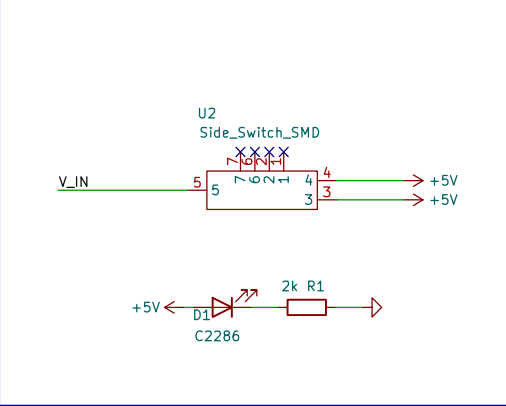 U2
Side_Switch_SMD
7 6 2 1
V_IN 5 5 7 6 2 1 4 4 +5V
3 3 +5V
2k R1
+5V
D1
C2286